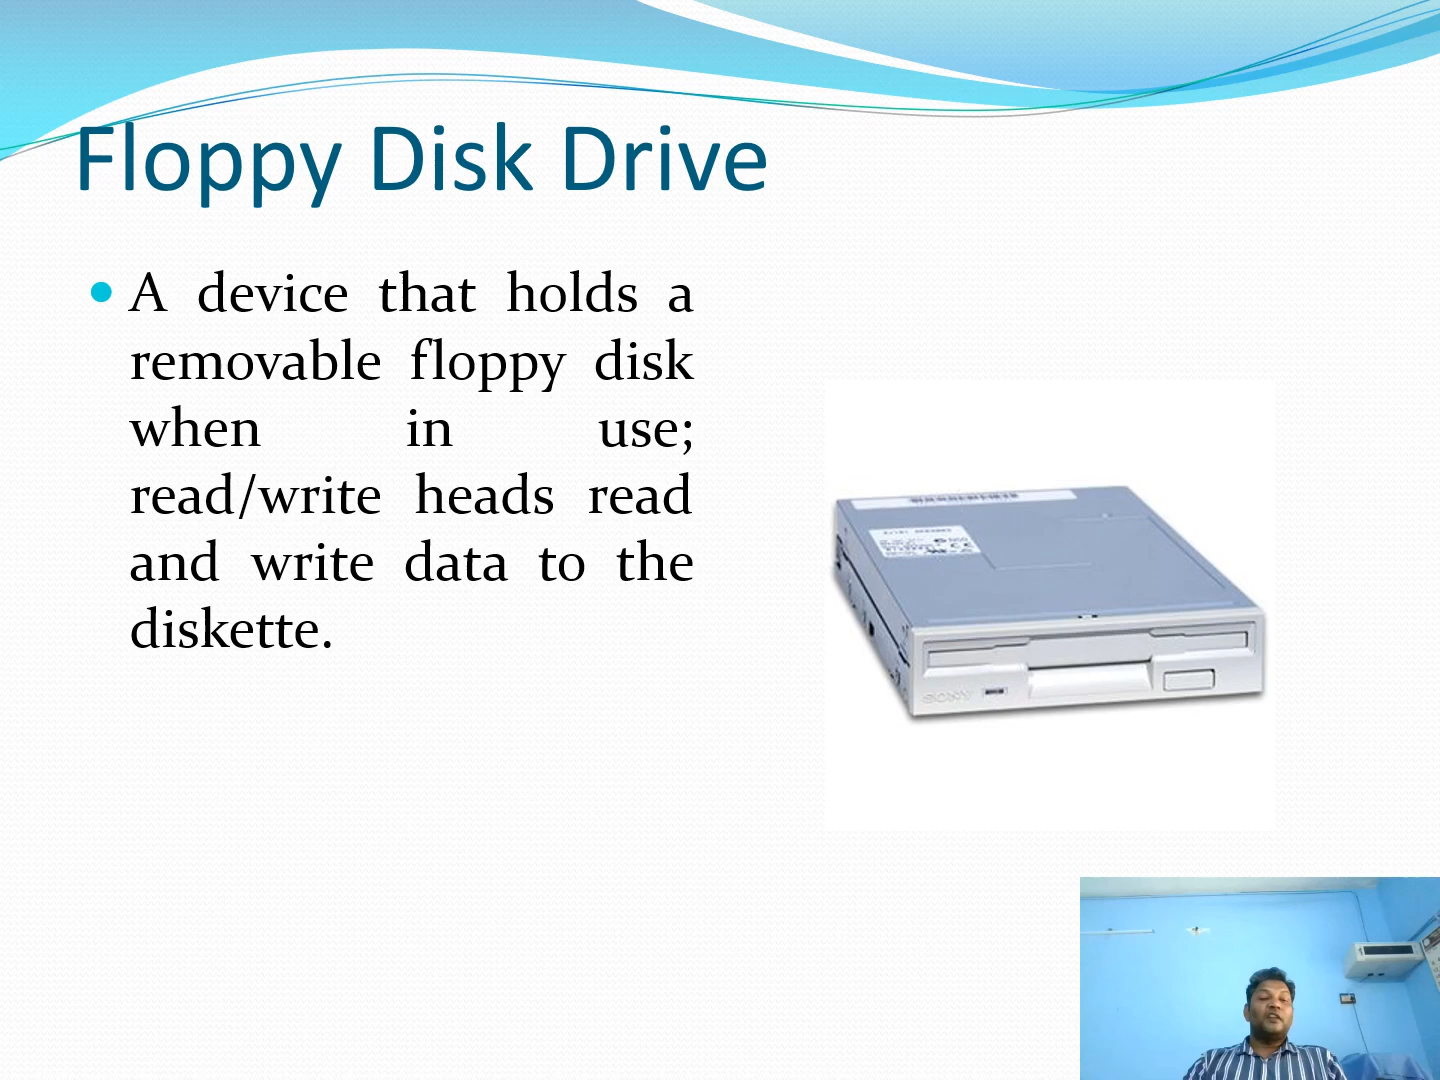 Floppy Disk Drive
• A device that holds a
removable floppy disk
when in use;
read/write heads read
and write data to the
diskette.
SONY